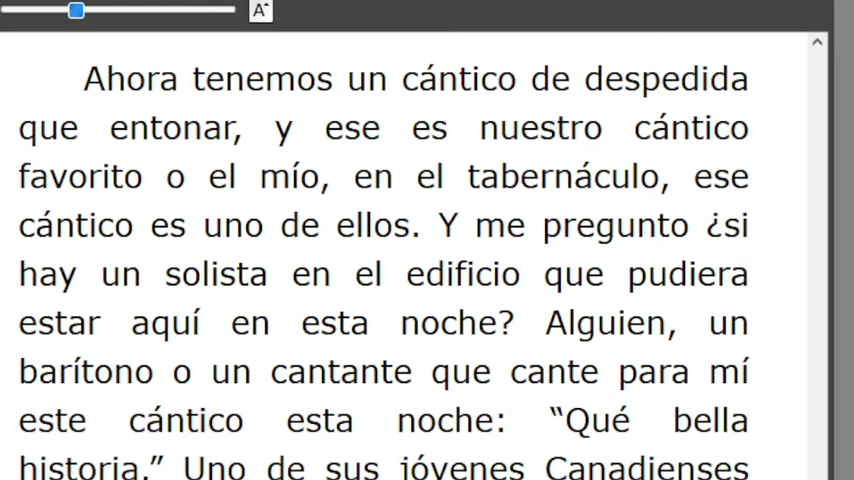 A
Ahora tenemos un cántico de despedida
que entonar, y ese es nuestro cántico
favorito o el mío, en el tabernáculo, ese
cántico es uno de ellos. Y me pregunto ¿si
hay un solista en el edificio que pudiera
estar aquí en esta noche? Alguien, un
barítono o un cantante que cante para mí
este cántico esta noche: “Qué bella
historia.” Uno de sus jóvenes Canadienses